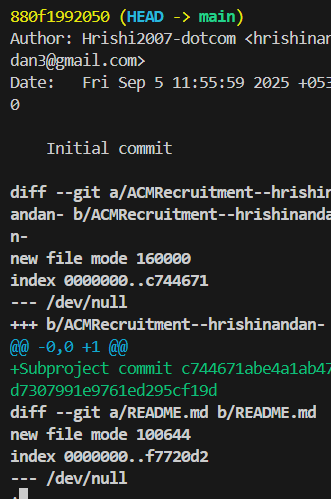 880f1992050 (HEAD -> main)
Author: Hrishi2007-dotcom <hrishinan
dan3@gmail.com>
Date:   Fri Sep 5 11:55:59 2025 +053
0
    Initial commit
diff --git a/ACMRecruitment--hrishin
andan- b/ACMRecruitment--hrishinanda
n-
new file mode 160000
index 0000000..c744671
--- /dev/null
+++ b/ACMRecruitment--hrishinandan-
@@ -0,0 +1 @@
+Subproject commit c744671abe4a1ab47
d7307991e9761ed295cf19d
diff --git a/README.md b/README.md
new file mode 100644
index 0000000..f7720d2
--- /dev/null